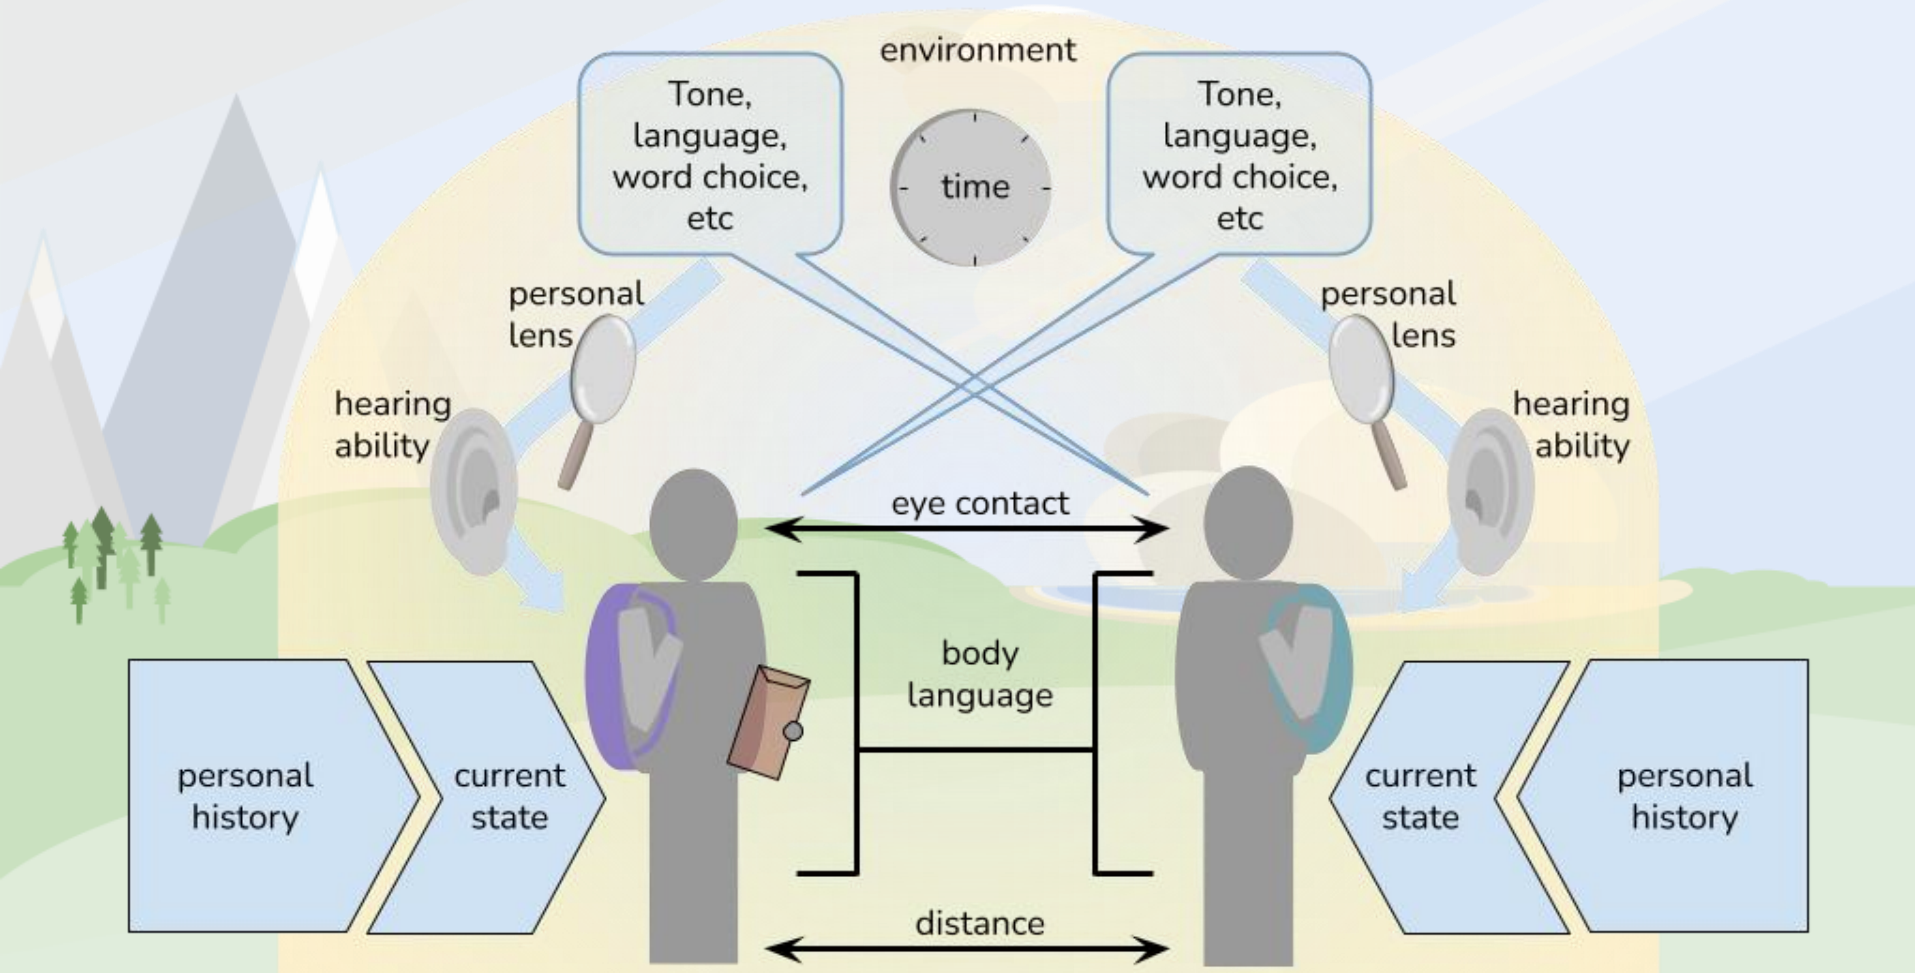 environment
Tone,
language,
word choice,
etc
time
Tone,
language,
word choice,
etc
personal
lens
personal
lens
hearing
ability
hearing
ability
eye contact
body
language
personal
history
current
state
current
state
personal
history
distance